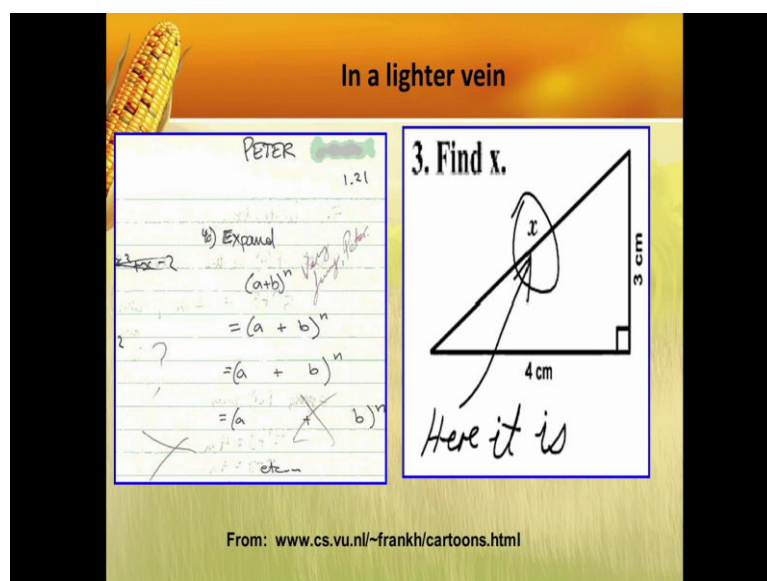 In a lighter vein
PETER
1.21
4c) Expand
(a+b)ⁿ
Very
funny, Peter.
= (a + b)ⁿ
= (a + b)ⁿ
= (a + b)ⁿ
etc...
3. Find x.
x
3 cm
4 cm
Here it is
From: www.cs.vu.nl/~frankh/cartoons.html